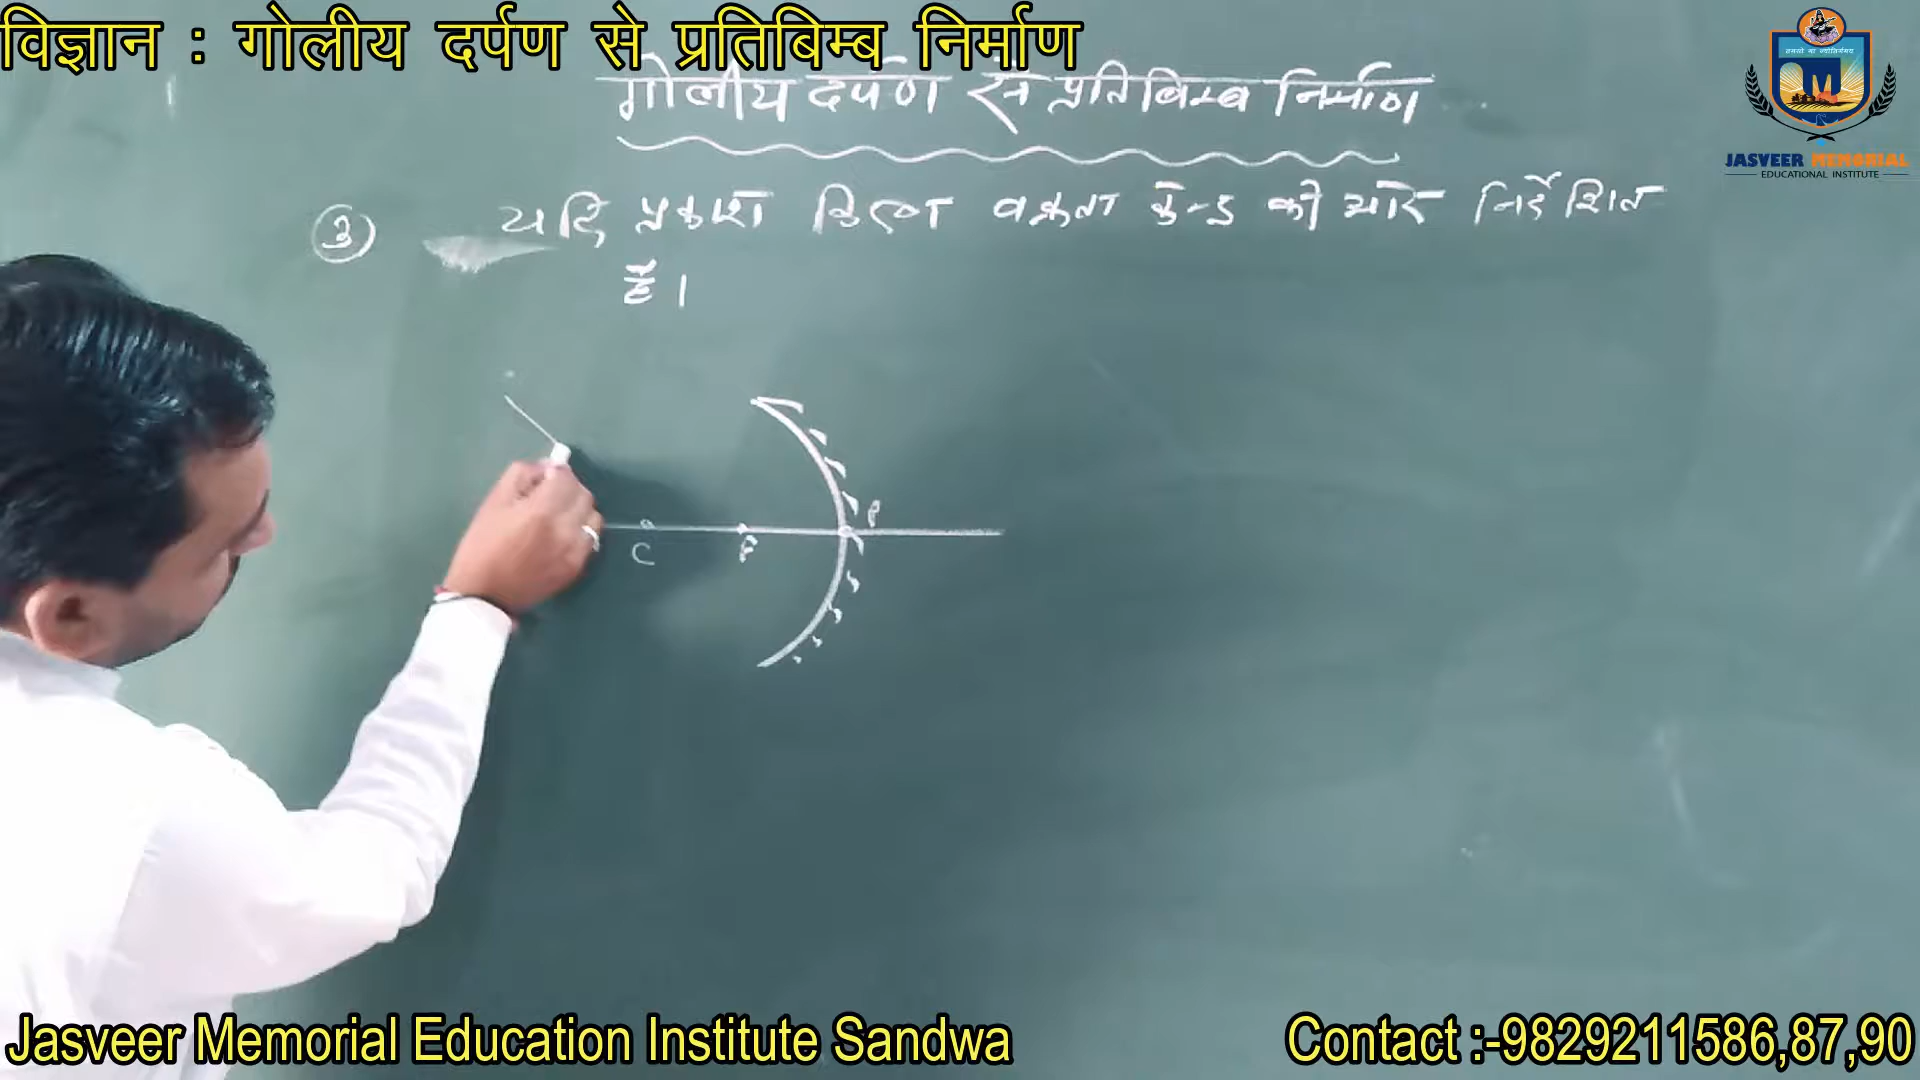 विज्ञान : गोलीय दर्पण से प्रतिबिम्ब निर्माण
गोलीय दर्पण से प्रतिबिम्ब निर्माण
JASVEER MEMORIAL
EDUCATIONAL INSTITUTE
③ यदि प्रकाश किरण वक्रता केन्द्र की ओर निर्देशित
है।
P
C F
Jasveer Memorial Education Institute Sandwa
Contact :-9829211586,87,90